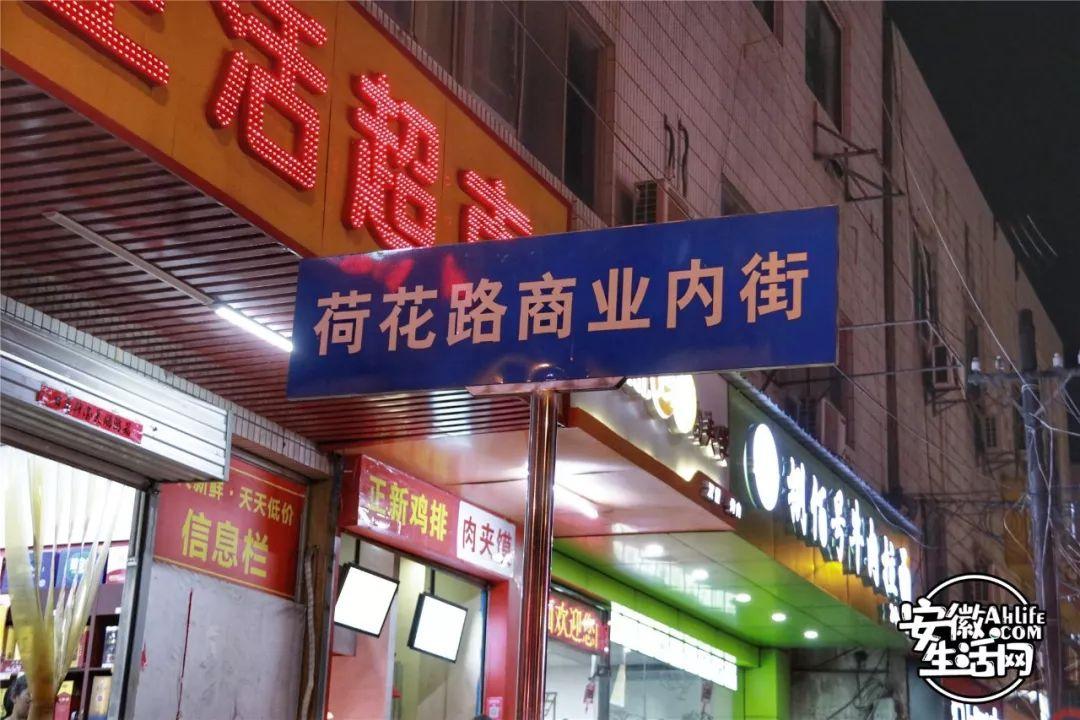 活超市
荷花路商业内街
新鲜·天天低价
信息栏
正新鸡排
肉夹馍
欢迎您
安徽
生活网
Ahlife
.COM